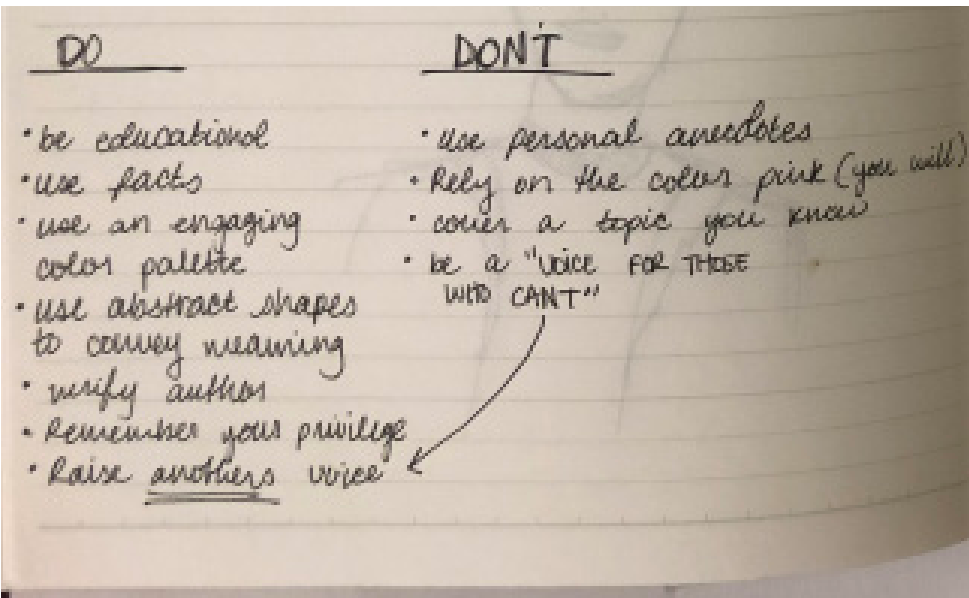 DO
• be educational
• use facts
• use an engaging
color palette
• use abstract shapes
to convey meaning
• verify author
• Remember your privilege
• Raise anothers voice
DON'T
• Use personal anecdotes
• Rely on the color pink (you will)
• cover a topic you know
• be a "VOICE FOR THOSE
WHO CANT"